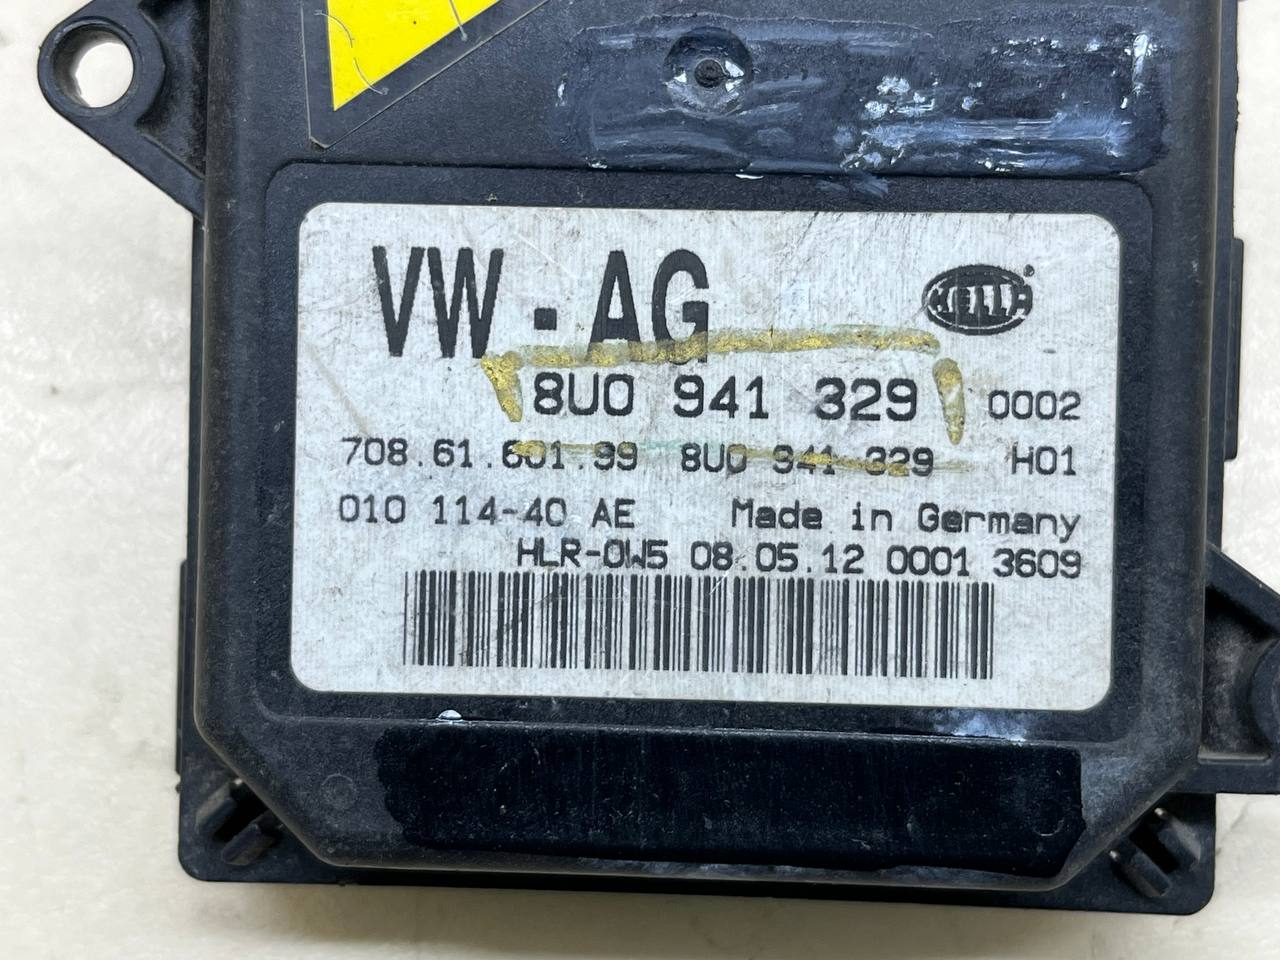 VW - AG
HELLA®
8U0 941 329 0002
708.61.601.99 8U0 941 329 H01
010 114-40 AE Made in Germany
HLR-0W5 08.05.12 0001 3609